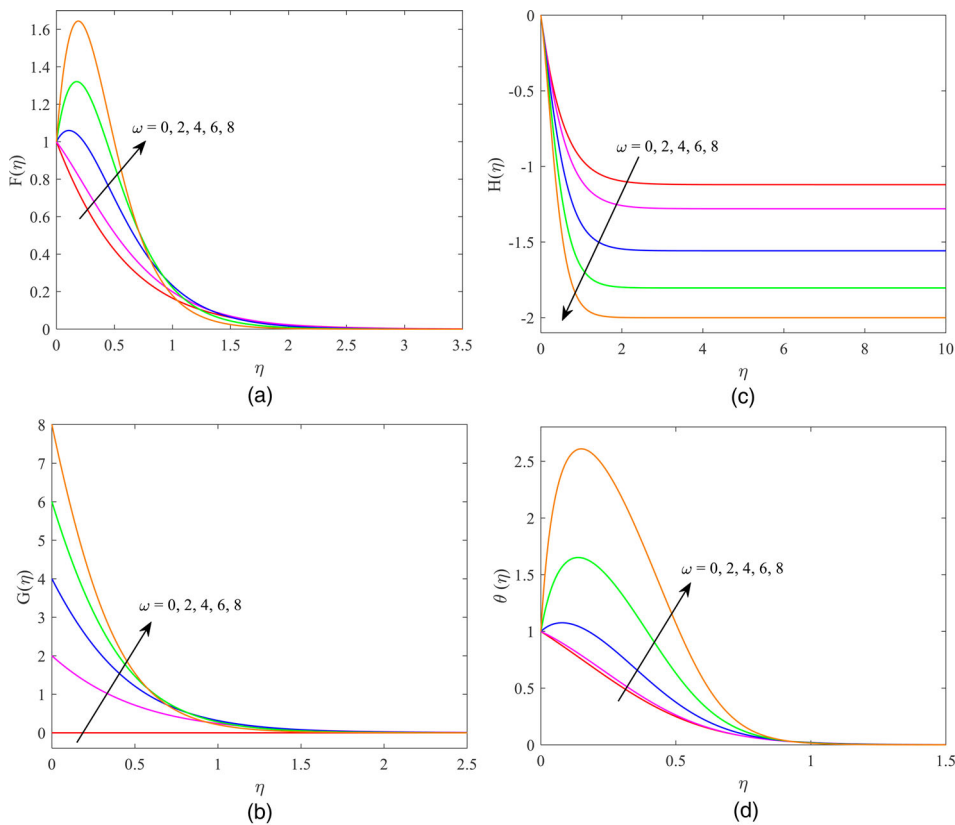 1.6
1.4
1.2
1
0.8
0.6
0.4
0.2
0
F(η)
ω = 0, 2, 4, 6, 8
0 0.5 1 1.5 2 2.5 3 3.5
η
(a)
0
-0.5
-1
-1.5
-2
H(η)
ω = 0, 2, 4, 6, 8
0 2 4 6 8 10
η
(c)
8
7
6
5
4
3
2
1
0
G(η)
ω = 0, 2, 4, 6, 8
0 0.5 1 1.5 2 2.5
η
(b)
2.5
2
1.5
1
0.5
0
θ (η)
ω = 0, 2, 4, 6, 8
0 0.5 1 1.5
η
(d)